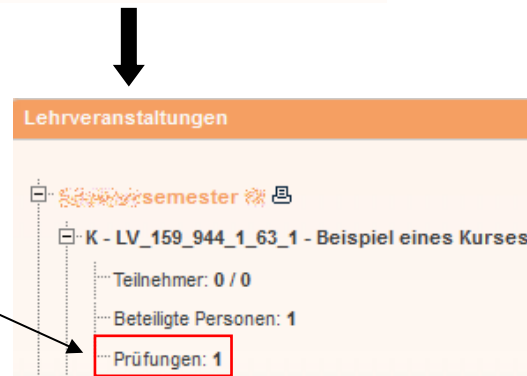 Lehrveranstaltungen
semester
K - LV_159_944_1_63_1 - Beispiel eines Kurses
Teilnehmer: 0 / 0
Beteiligte Personen: 1
Prüfungen: 1